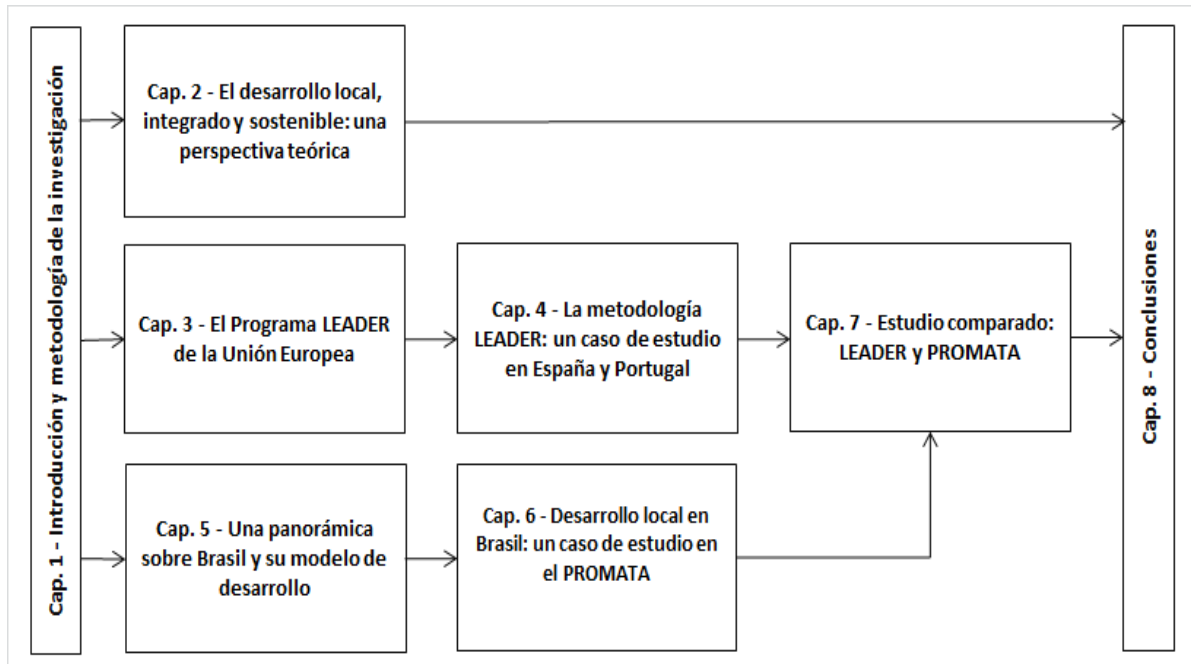 Cap. 1 - Introducción y metodología de la investigación
Cap. 2 - El desarrollo local,
integrado y sostenible: una
perspectiva teórica
Cap. 3 - El Programa LEADER
de la Unión Europea
Cap. 4 - La metodología
LEADER: un caso de estudio
en España y Portugal
Cap. 7 - Estudio comparado:
LEADER y PROMATA
Cap. 5 - Una panorámica
sobre Brasil y su modelo de
desarrollo
Cap. 6 - Desarrollo local en
Brasil: un caso de estudio en
el PROMATA
Cap. 8 - Conclusiones